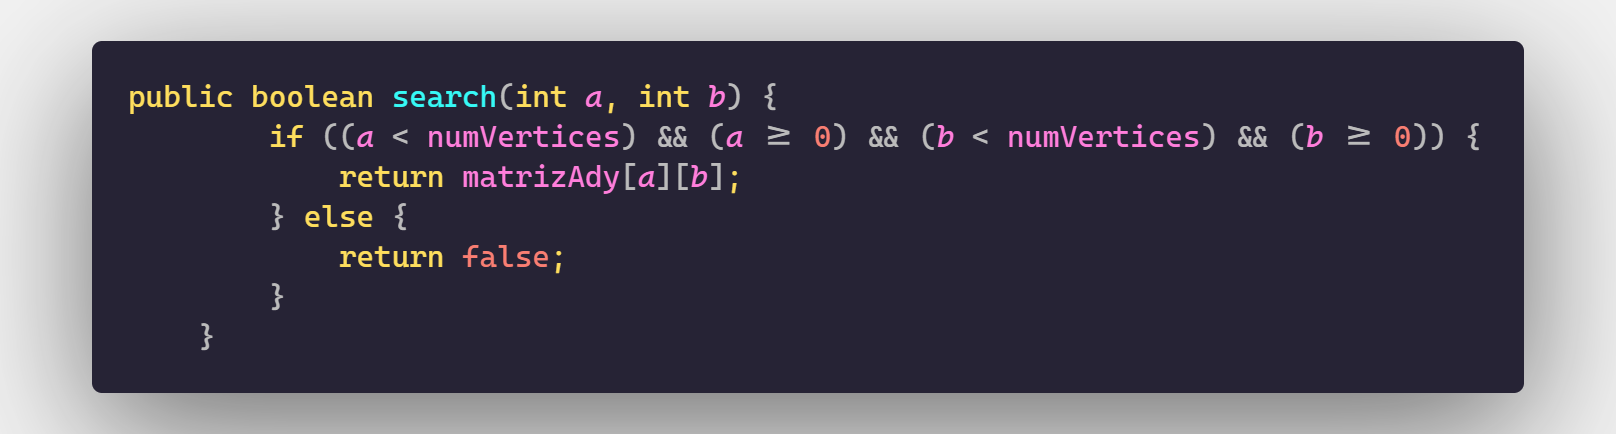 public boolean search(int a, int b) {
        if ((a < numVertices) && (a ≥ 0) && (b < numVertices) && (b ≥ 0)) {
            return matrizAdy[a][b];
        } else {
            return false;
        }
    }